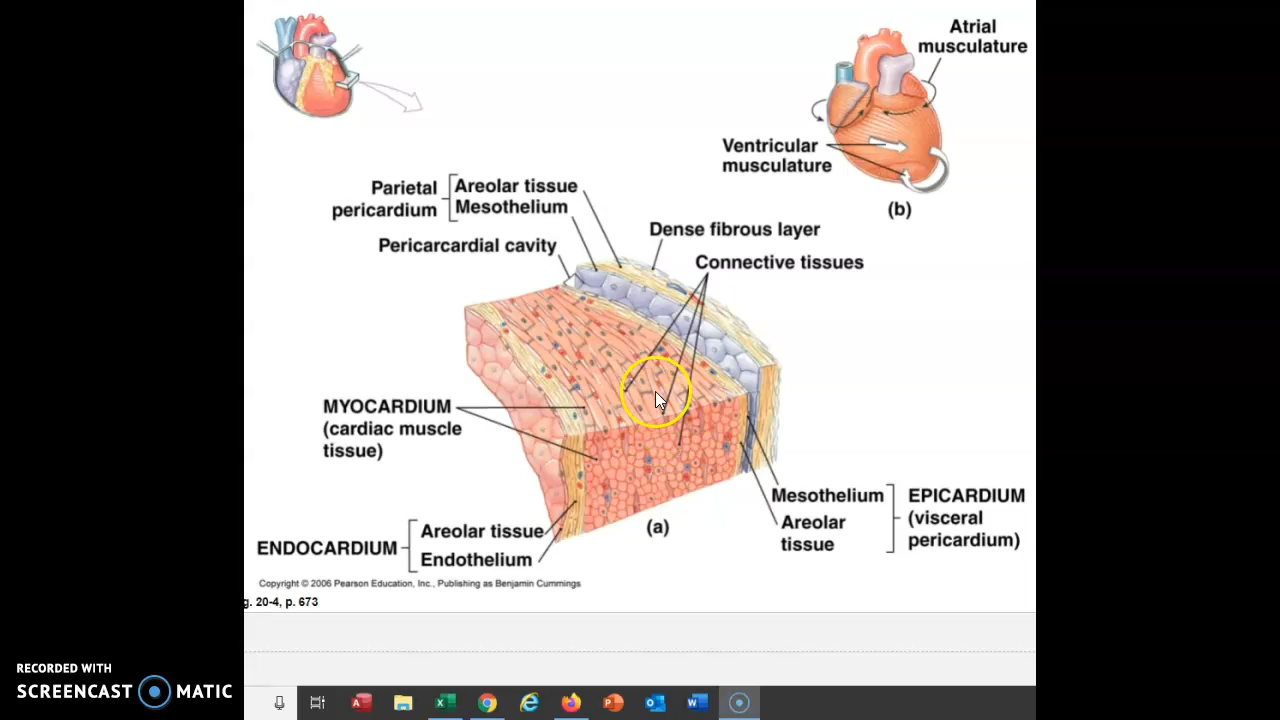 Atrial
musculature
Ventricular
musculature
(b)
Parietal
pericardium
Areolar tissue
Mesothelium
Pericarcardial cavity
Dense fibrous layer
Connective tissues
MYOCARDIUM
(cardiac muscle
tissue)
Mesothelium
Areolar
tissue
EPICARDIUM
(visceral
pericardium)
(a)
ENDOCARDIUM
Areolar tissue
Endothelium
Copyright © 2006 Pearson Education, Inc., Publishing as Benjamin Cummings
g. 20-4, p. 673
RECORDED WITH
SCREENCAST MATIC